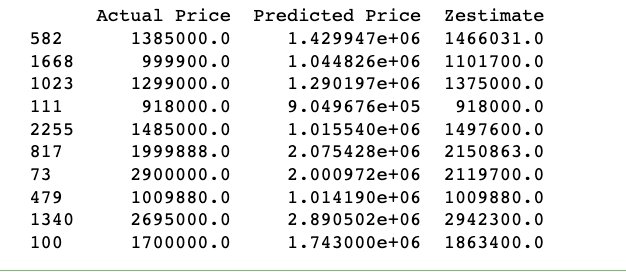 Actual Price Predicted Price Zestimate
582 1385000.0 1.429947e+06 1466031.0
1668 999900.0 1.044826e+06 1101700.0
1023 1299000.0 1.290197e+06 1375000.0
111 918000.0 9.049676e+05 918000.0
2255 1485000.0 1.015540e+06 1497600.0
817 1999888.0 2.075428e+06 2150863.0
73 2900000.0 2.000972e+06 2119700.0
479 1009880.0 1.014190e+06 1009880.0
1340 2695000.0 2.890502e+06 2942300.0
100 1700000.0 1.743000e+06 1863400.0